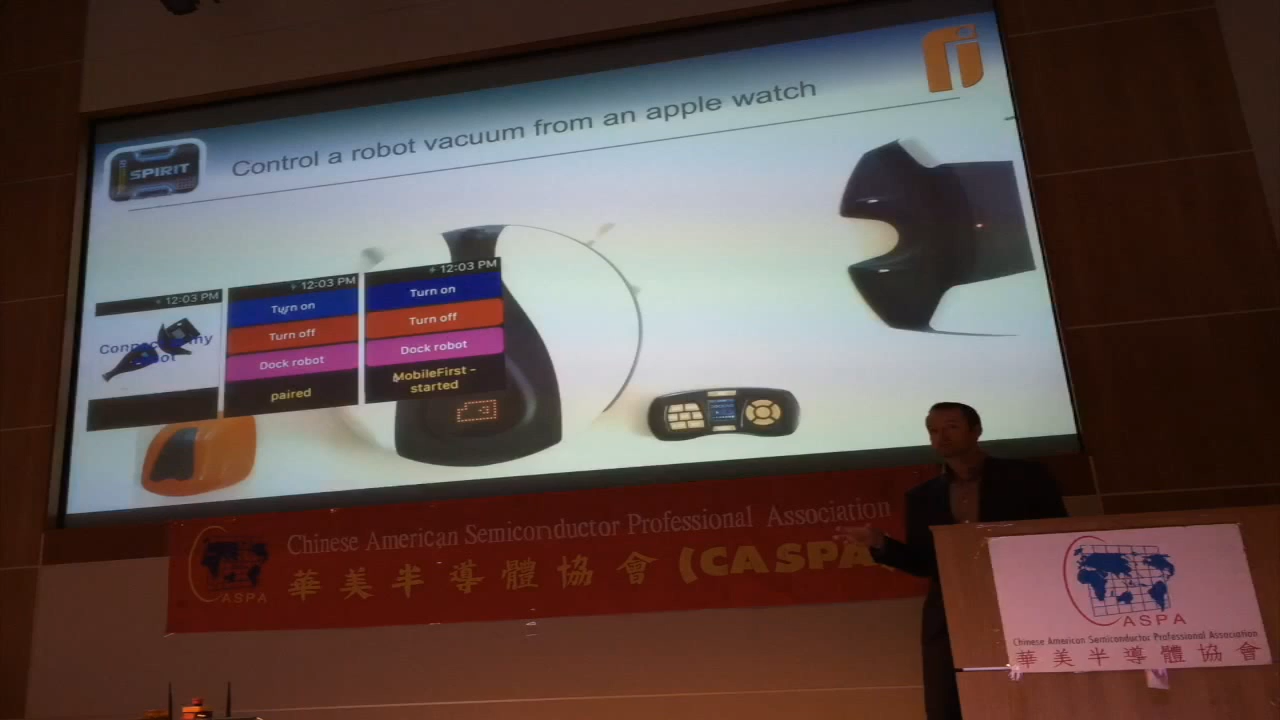 Control a robot vacuum from an apple watch
SPIRIT
12:03 PM
12:03 PM
12:03 PM
Turn on
Turn off
Dock robot
paired
Turn on
Turn off
Dock robot
MobileFirst -
started
Chinese American Semiconductor Professional Association
華美半導體協會 (CASPA
ASPA
ASPA
Chinese American Semiconductor Professional Association
華美半導體協會